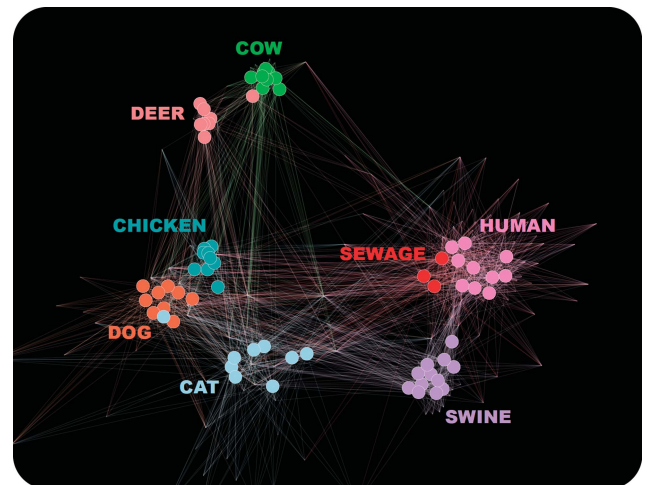 COW
DEER
CHICKEN
HUMAN
SEWAGE
DOG
CAT
SWINE